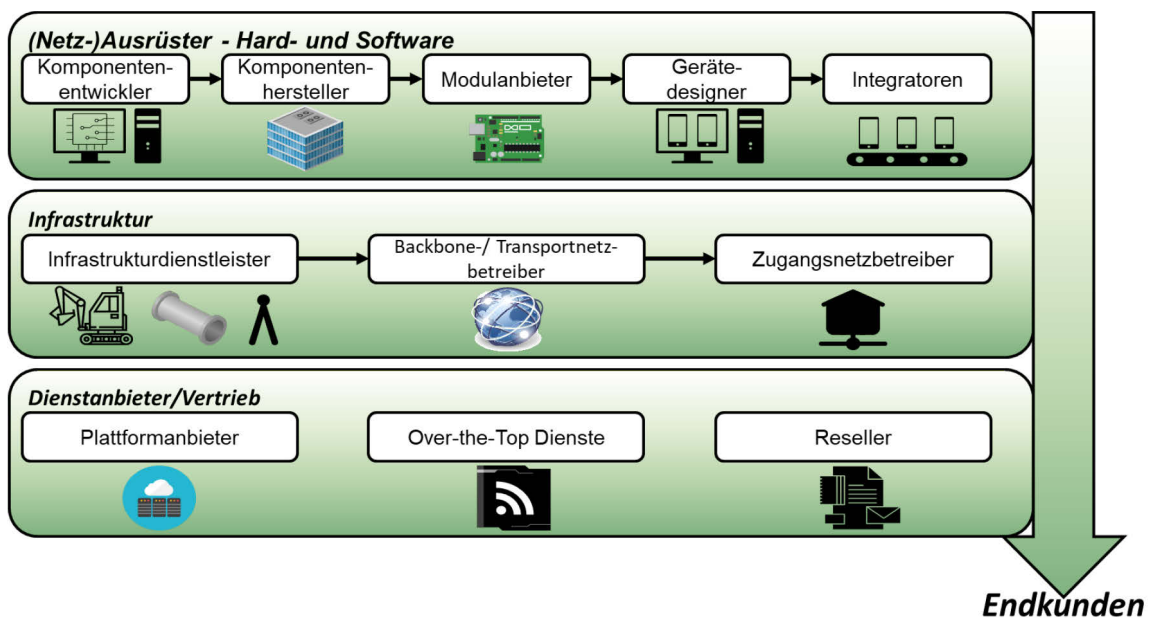 (Netz-)Ausrüster - Hard- und Software
Komponenten-
entwickler
Komponenten-
hersteller
Modulanbieter
Geräte-
designer
Integratoren
Infrastruktur
Infrastrukturdienstleister
Backbone-/ Transportnetz-
betreiber
Zugangsnetzbetreiber
Dienstanbieter/Vertrieb
Plattformanbieter
Over-the-Top Dienste
Reseller
Endkunden